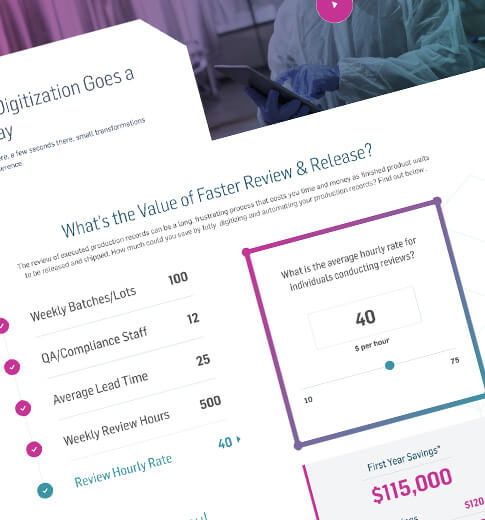 Digitization Goes a
a few seconds there, small transformations
What's the Value of Faster Review & Release?
The review of executed production records can be a long, frustrating process that costs you time and money as finished product waits
to be released and shipped. How much could you save by fully digitizing and automating your production records? Find out below.
Weekly Batches/Lots 100
QA/Compliance Staff 12
Average Lead Time 25
Weekly Review Hours 500
Review Hourly Rate 40
What is the average hourly rate for
individuals conducting reviews?
40
$ per hour
10 75
First Year Savings*
$115,000
$120